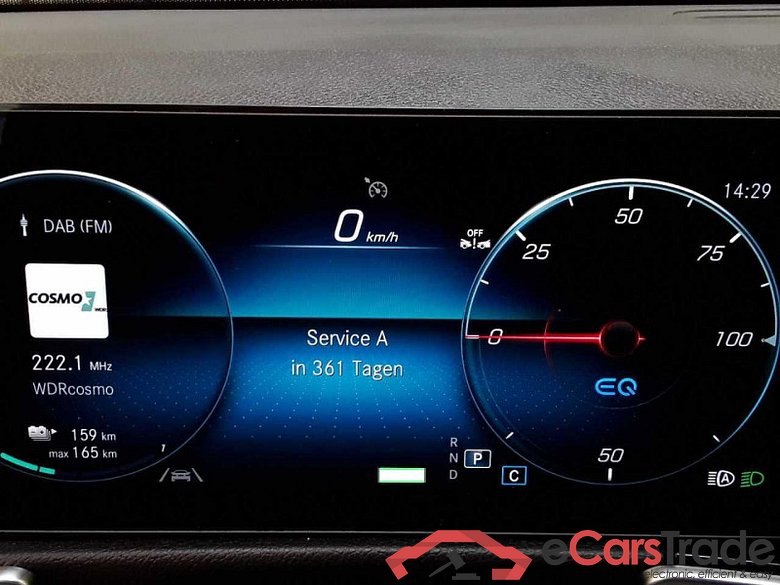 14:29
DAB (FM)
0 km/h
OFF
25
50
75
COSMO WDR
Service A
in 361 Tagen
0
100
222.1 MHz
WDRcosmo
EQ
159 km
max 165 km
1
R
N
D
P
C
50
A
eCarsTrade
electronic, efficient & easy